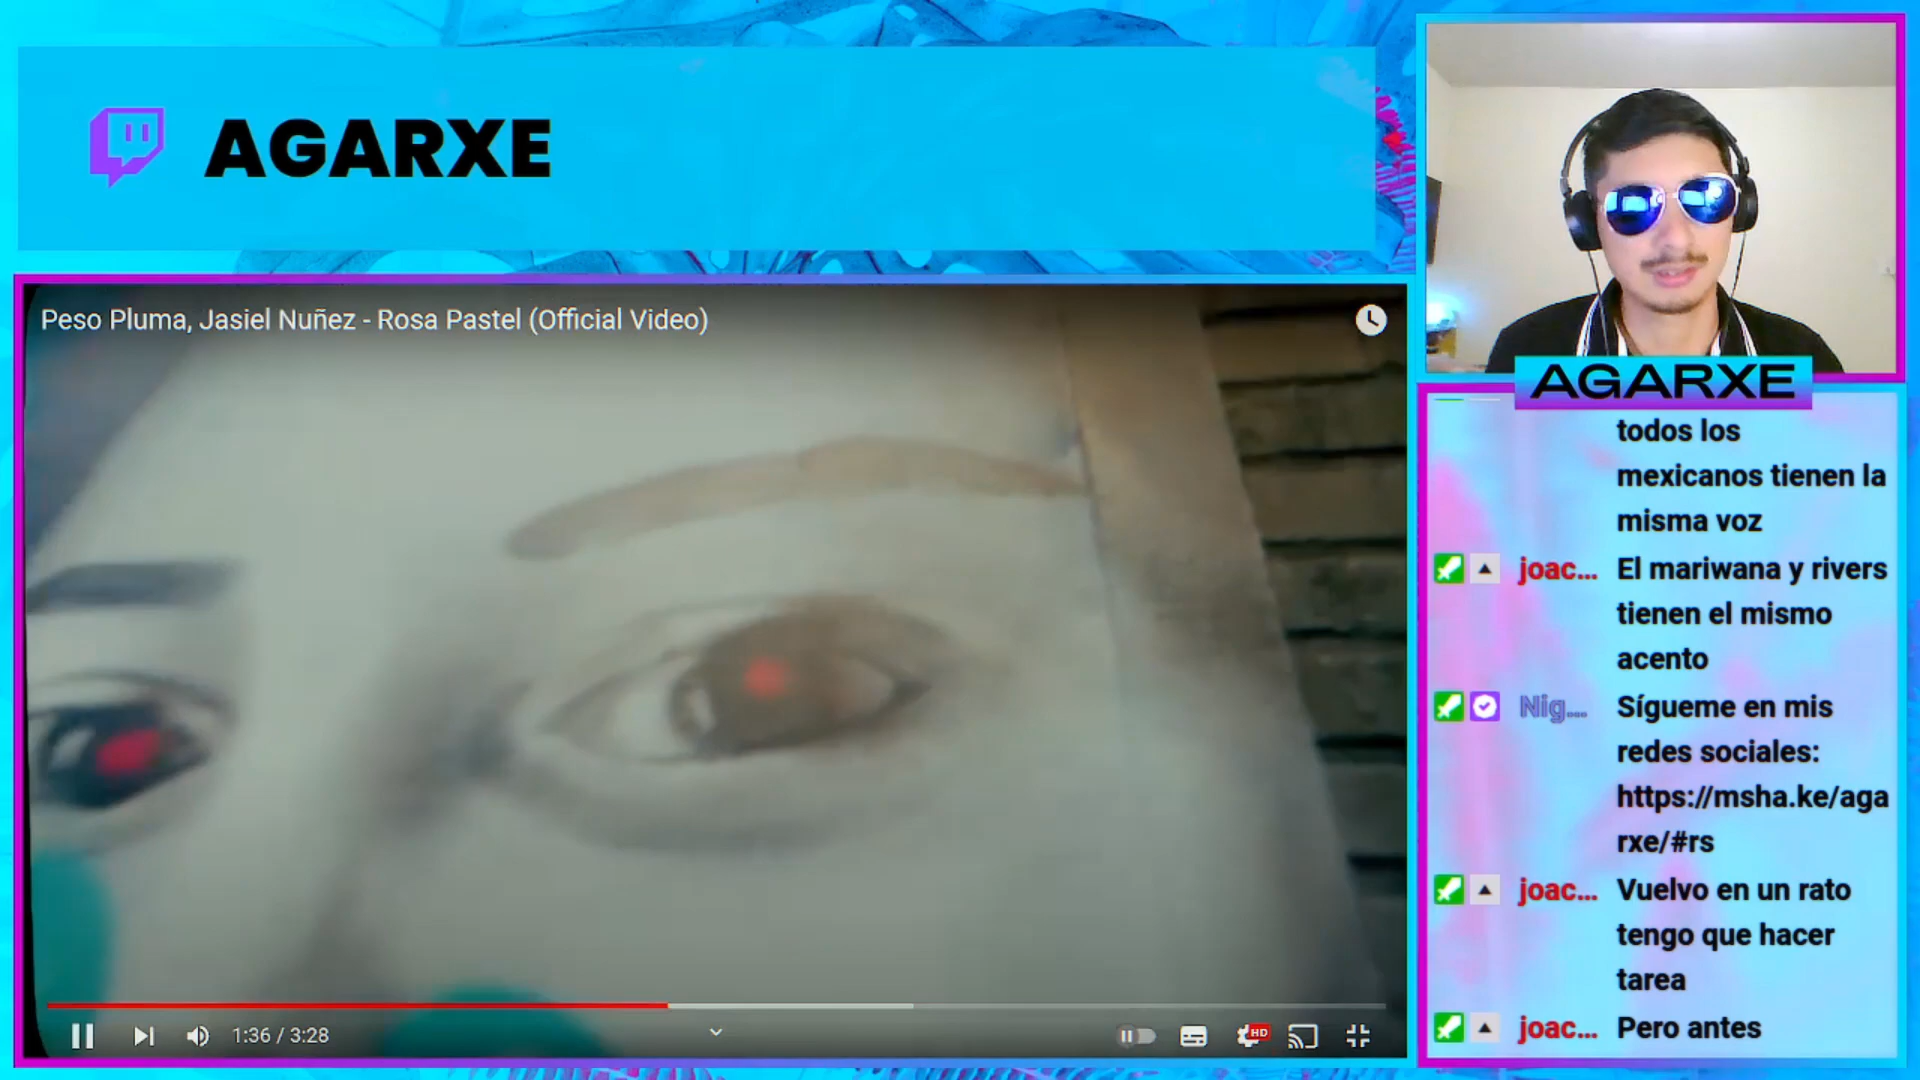 AGARXE
Peso Pluma, Jasiel Nuñez - Rosa Pastel (Official Video)
1:36 / 3:28
HD
AGARXE
todos los
mexicanos tienen la
misma voz
joac... El mariwana y rivers
tienen el mismo
acento
Nig... Sígueme en mis
redes sociales:
https://msha.ke/aga
rxe/#rs
joac... Vuelvo en un rato
tengo que hacer
tarea
joac... Pero antes